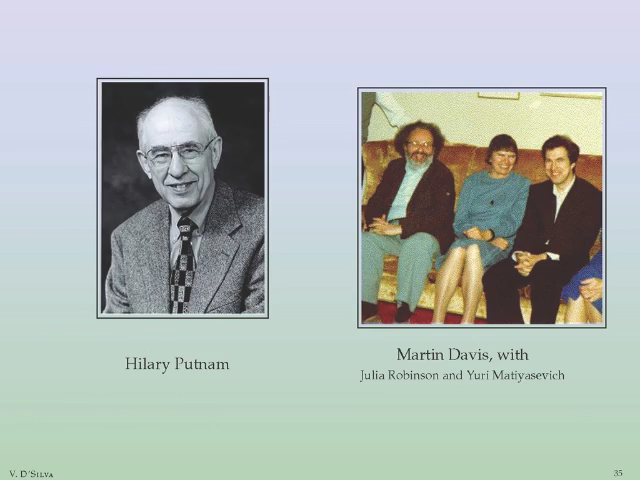 Hilary Putnam
Martin Davis, with
Julia Robinson and Yuri Matiyasevich
V. D'Silva
35